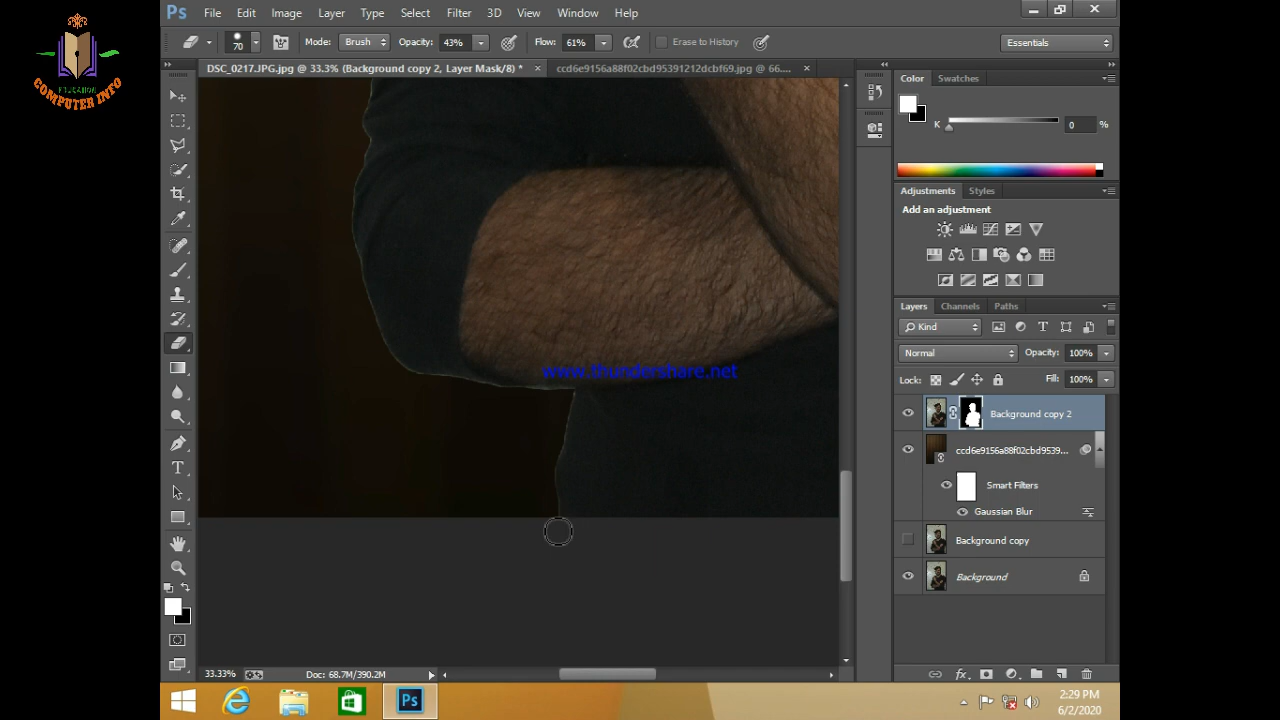 Ps File Edit Image Layer Type Select Filter 3D View Window Help
70 Mode: Brush Opacity: 43% Flow: 61% Erase to History Essentials
DSC_0217.JPG.jpg @ 33.3% (Background copy 2, Layer Mask/8) * × ccd6e9156a88f02cbd95391212dcbf69.jpg @ 66.... ×
EDUCATION
COMPUTER INFO
Color Swatches
K 0 %
Adjustments Styles
Add an adjustment
Layers Channels Paths
Kind
Normal Opacity: 100%
Lock: Fill: 100%
Background copy 2
ccd6e9156a88f02cbd9539...
Smart Filters
Gaussian Blur
Background copy
Background
www.thundershare.net
33.33% Doc: 68.7M/390.2M
Ps
2:29 PM
6/2/2020